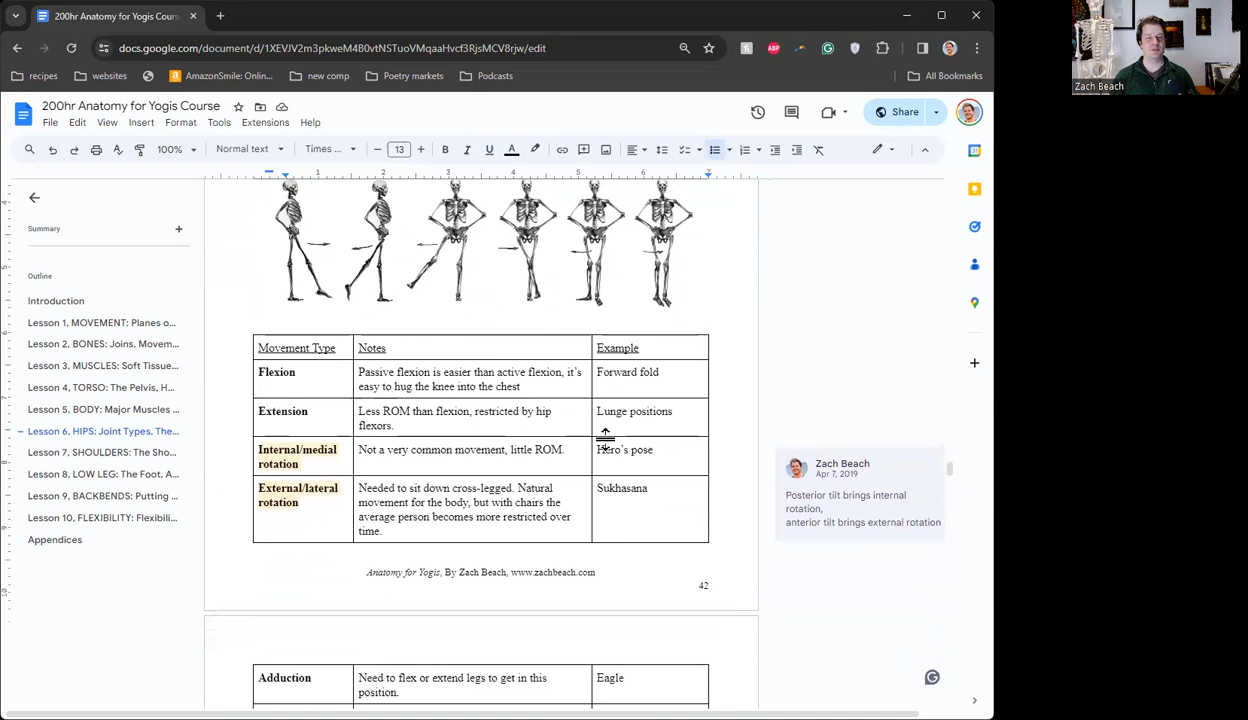 200hr Anatomy for Yogis Cours
docs.google.com/document/d/1XEVJV2m3pkweM480vtNSTuoVMqaaHvcf3RjsMCV8rjw/edit
recipes
websites
AmazonSmile: Onlin...
new comp
Poetry markets
Podcasts
All Bookmarks
Zach Beach
200hr Anatomy for Yogis Course
File Edit View Insert Format Tools Extensions Help
Share
100%
Normal text
Times ...
13
1 2 3 4 5 6 7
Summary
Outline
Introduction
Lesson 1, MOVEMENT: Planes o...
Lesson 2, BONES: Joins, Movem...
Lesson 3, MUSCLES: Soft Tissue...
Lesson 4, TORSO: The Pelvis, H...
Lesson 5, BODY: Major Muscles ...
Lesson 6, HIPS: Joint Types, The...
Lesson 7, SHOULDERS: The Sho...
Lesson 8, LOW LEG: The Foot, A...
Lesson 9, BACKBENDS: Putting ...
Lesson 10, FLEXIBILITY: Flexibili...
Appendices
Movement Type Notes Example
Flexion Passive flexion is easier than active flexion, it's Forward fold
easy to hug the knee into the chest
Extension Less ROM than flexion, restricted by hip Lunge positions
flexors.
Internal/medial Not a very common movement, little ROM. Hero's pose
rotation
External/lateral Needed to sit down cross-legged. Natural Sukhasana
rotation movement for the body, but with chairs the
average person becomes more restricted over
time.
Anatomy for Yogis, By Zach Beach, www.zachbeach.com
42
Adduction Need to flex or extend legs to get in this Eagle
position.
Zach Beach
Apr 7, 2019
Posterior tilt brings internal
rotation,
anterior tilt brings external rotation